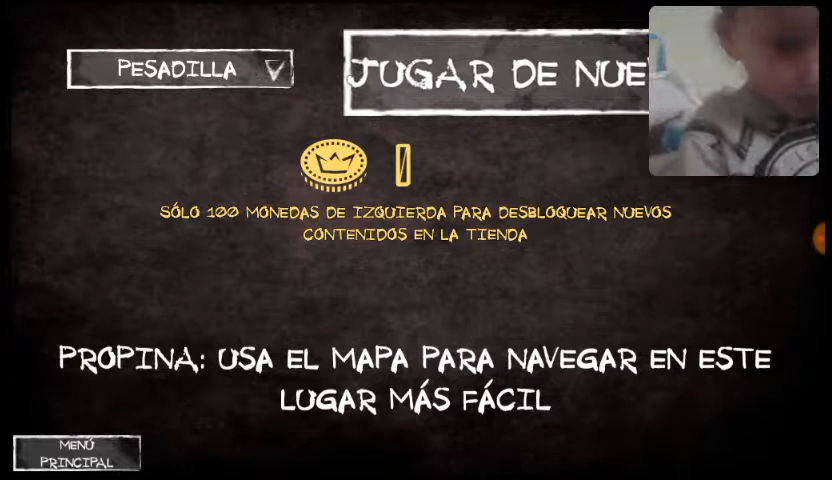 PESADILLA
JUGAR DE NUE
0
SÓLO 100 MONEDAS DE IZQUIERDA PARA DESBLOQUEAR NUEVOS
CONTENIDOS EN LA TIENDA
PROPINA: USA EL MAPA PARA NAVEGAR EN ESTE
LUGAR MÁS FÁCIL
MENÚ
PRINCIPAL